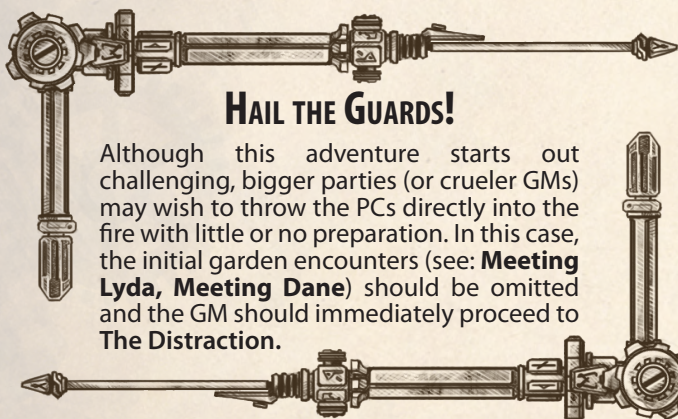 HAIL THE GUARDS!
Although this adventure starts out
challenging, bigger parties (or crueler GMs)
may wish to throw the PCs directly into the
fire with little or no preparation. In this case,
the initial garden encounters (see: Meeting
Lyda, Meeting Dane) should be omitted
and the GM should immediately proceed to
The Distraction.